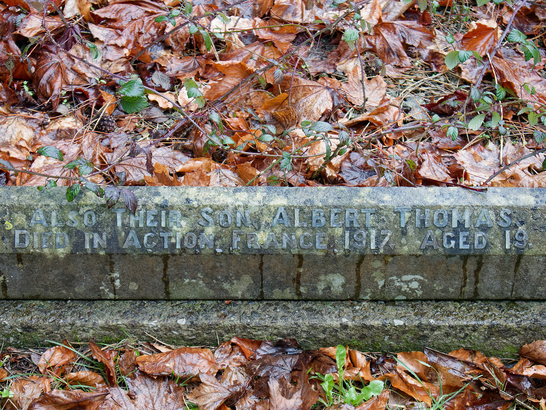 ALSO THEIR SON ALBERT THOMAS.
DIED IN ACTION, FRANCE, 1917. AGED 19.